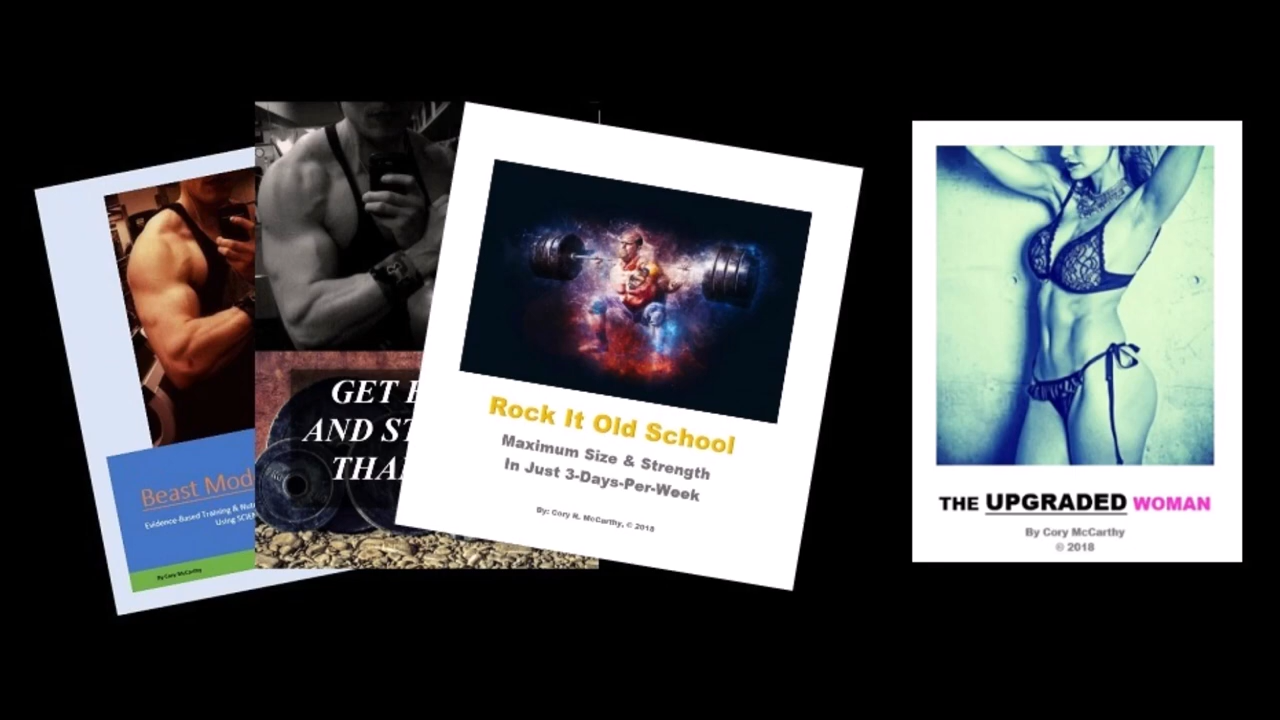 Beast Mod
Evidence-Based Training & Nut
Using SCIEN
By Cory McCarthy
GET
AND ST
THA
Rock It Old School
Maximum Size & Strength
In Just 3-Days-Per-Week
By: Cory R. McCarthy, © 2018
THE UPGRADED WOMAN
By Cory McCarthy
© 2018